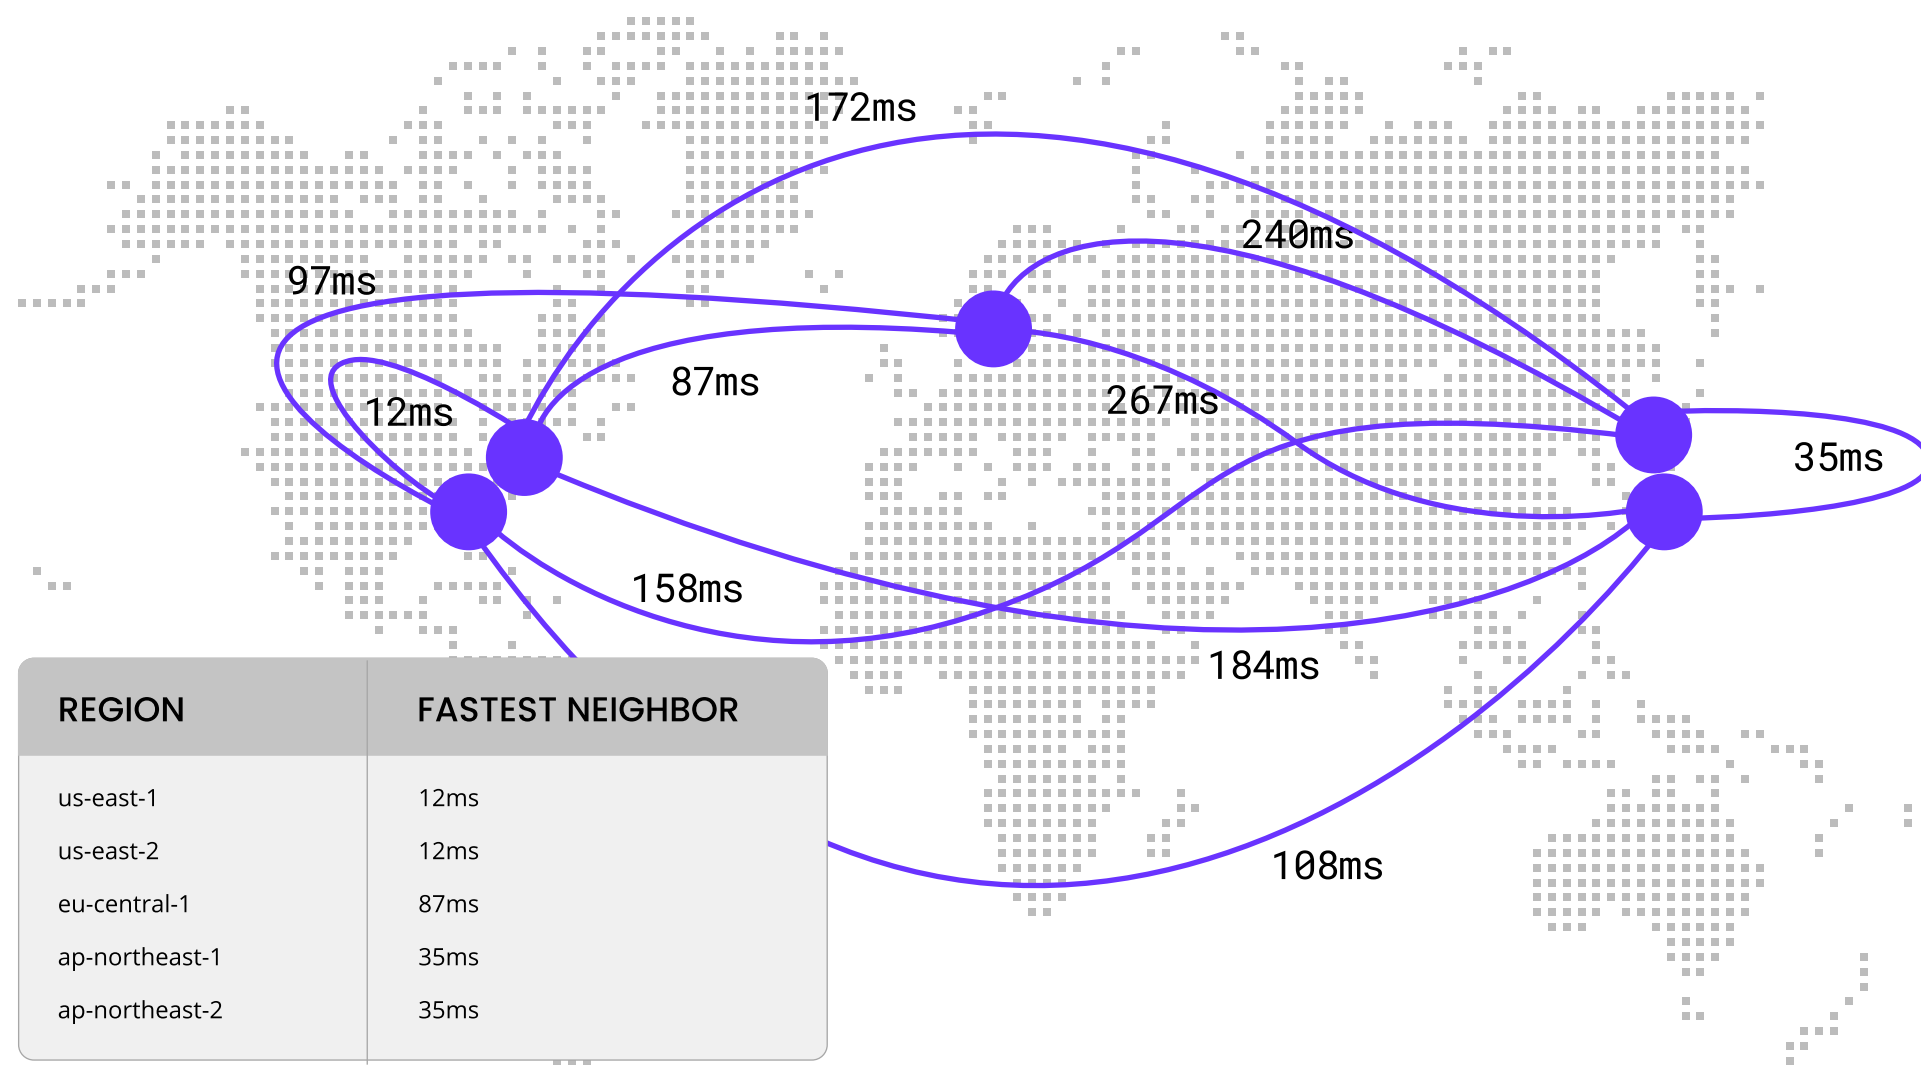 172ms
240ms
97ms
87ms
12ms
267ms
35ms
158ms
184ms
108ms
REGION FASTEST NEIGHBOR
us-east-1 12ms
us-east-2 12ms
eu-central-1 87ms
ap-northeast-1 35ms
ap-northeast-2 35ms